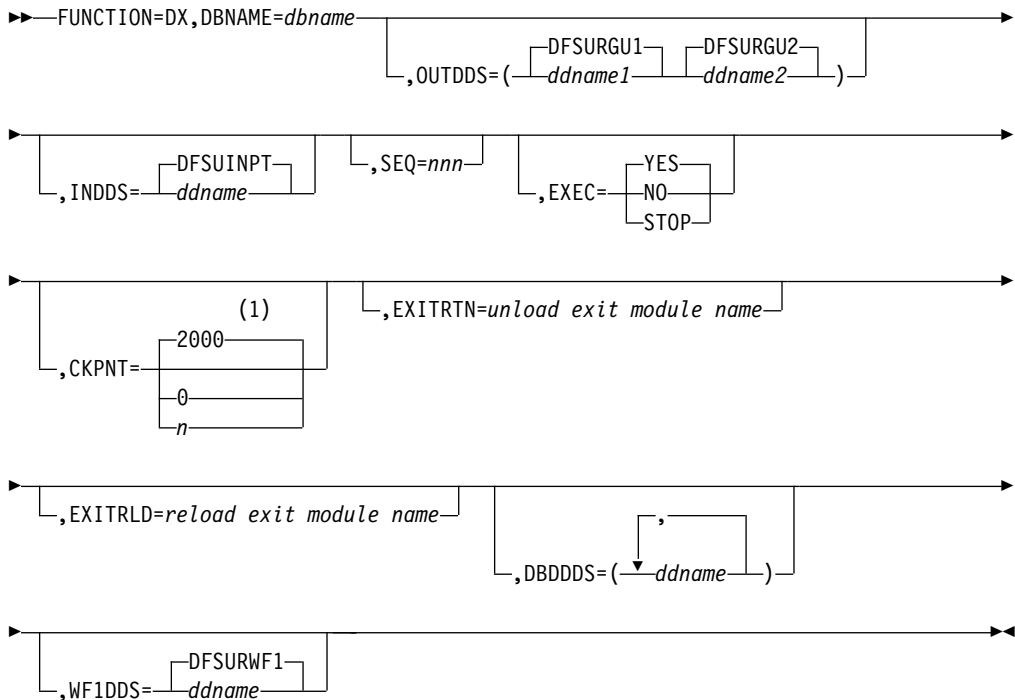 FUNCTION=DX,DBNAME=dbname
DFSURGU1 DFSURGU2
,OUTDDS=( ddname1 ddname2 )
DFSUINPT ,SEQ=nnn YES
,INDDS= ddname ,EXEC= NO
STOP
(1) ,EXITRTN=unload exit module name
2000
,CKPNT=
0
n
,EXITRLD=reload exit module name ,
,DBDDDS=( ddname )
DFSURWF1
,WF1DDS= ddname